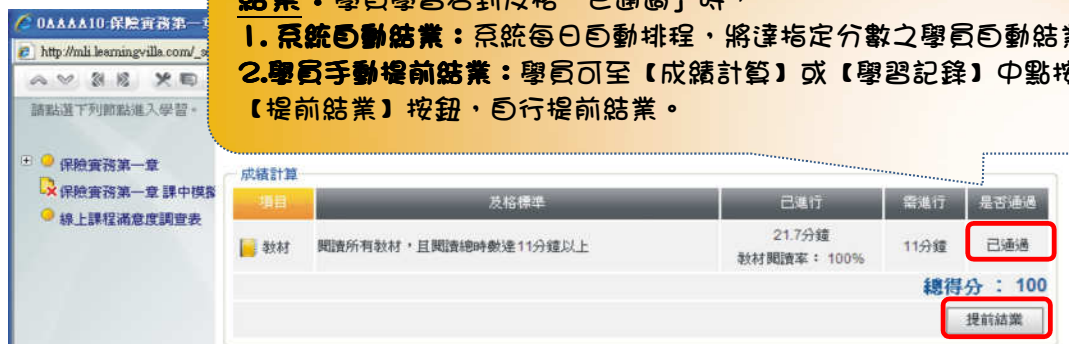 結業：學員學習看到及格「已通過」時，
1. 系統自動結業：系統每日自動排程，將達指定分數之學員自動結業
2.學員手動提前結業：學員可至【成績計算】或【學習記錄】中點按
【提前結業】按鈕，自行提前結業。
0AAAA10:保險實務第一
http://mli.learningvilla.com/_s
請點選下列節點進入學習。
保險實務第一章
保險實務第一章 課中模擬
線上課程滿意度調查表
成績計算
項目 及格標準 已進行 需進行 是否通過
教材 閱讀所有教材，且閱讀總時數達11分鐘以上 21.7分鐘 11分鐘 已通過
教材閱讀率： 100%
總得分 ： 100
提前結業